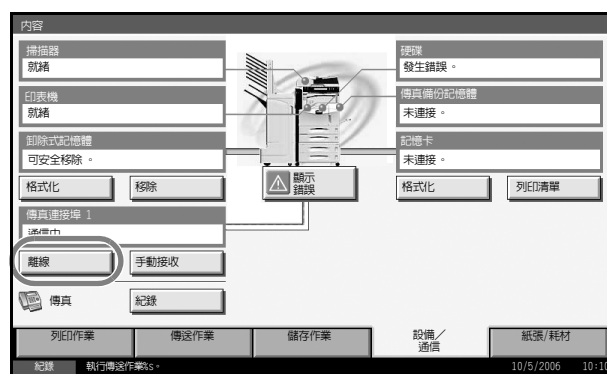 內容
掃描器
就緒
印表機
就緒
卸除式記憶體
可安全移除。
格式化
移除
傳真連接埠 1
通信中
離線
手動接收
傳真
紀錄
硬碟
發生錯誤。
傳真備份記憶體
未連接。
記憶卡
未連接。
顯示
錯誤
格式化
列印清單
列印作業
傳送作業
儲存作業
設備/
通信
紙張/耗材
紀錄
執行傳送作業%s。
10/5/2006
10:10